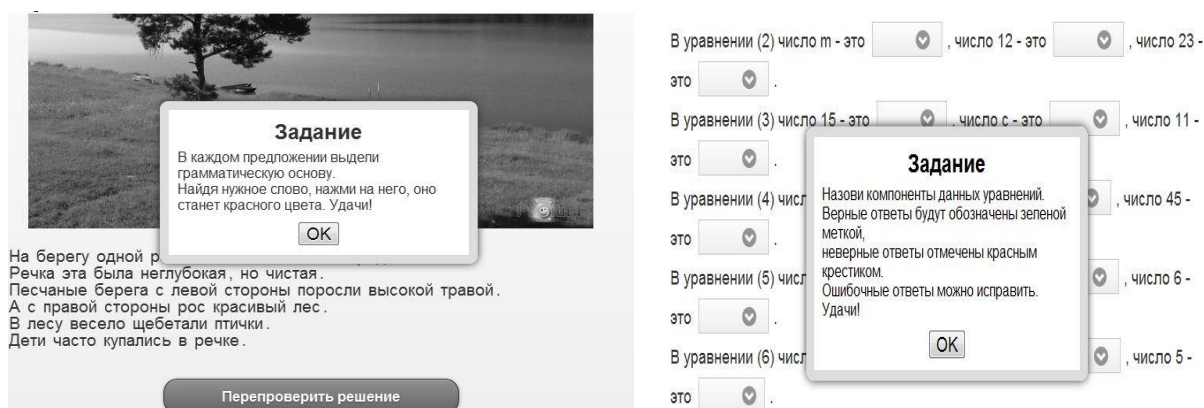 Задание
В каждом предложении выдели
грамматическую основу.
Найдя нужное слово, нажми на него, оно
станет красного цвета. Удачи!
OK
На берегу одной
Речка эта была неглубокая, но чистая.
Песчаные берега с левой стороны поросли высокой травой.
А с правой стороны рос красивый лес.
В лесу весело щебетали птички.
Дети часто купались в речке.
Перепроверить решение
В уравнении (2) число m - это , число 12 - это , число 23 -
это .
В уравнении (3) число 15 - это , число с - это , число 11 -
это .
В уравнении (4) , число 45 -
это .
В уравнении (5) , число 6 -
это .
В уравнении (6) , число 5 -
это .
Задание
Назови компоненты данных уравнений.
Верные ответы будут обозначены зеленой
меткой,
неверные ответы отмечены красным
крестиком.
Ошибочные ответы можно исправить.
Удачи!
OK